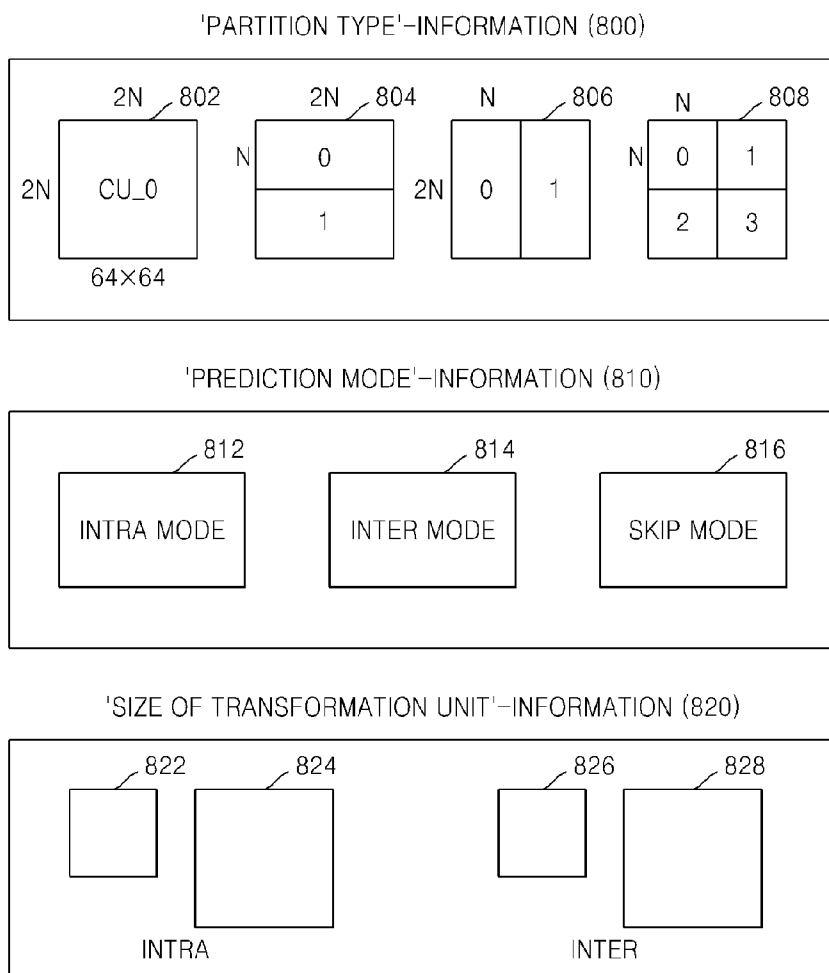 'PARTITION TYPE'-INFORMATION (800)
2N 802 2N 804 N 806 N 808
2N CU_0 N 0 1 2N 0 1 N 0 1 2 3
64×64
'PREDICTION MODE'-INFORMATION (810)
812 814 816
INTRA MODE INTER MODE SKIP MODE
'SIZE OF TRANSFORMATION UNIT'-INFORMATION (820)
822 824 826 828
INTRA INTER